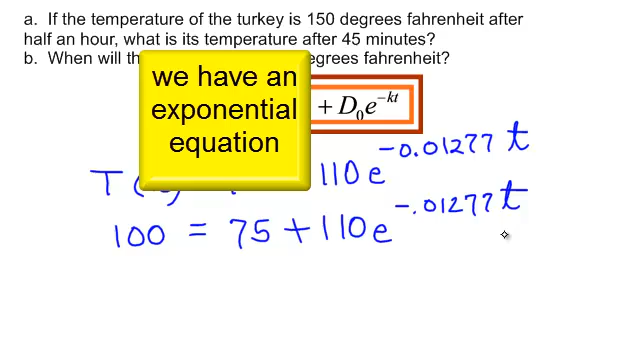 a. If the temperature of the turkey is 150 degrees fahrenheit after
half an hour, what is its temperature after 45 minutes?
b. When will th egrees fahrenheit?
we have an
exponential
equation
+ D₀e^{-kt}
T( 110e^{-0.01277t}
100 = 75 + 110e^{-.01277t}